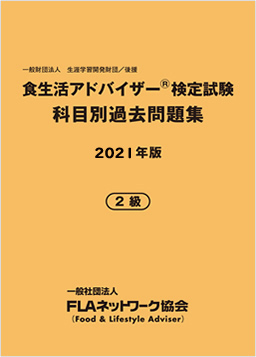 一般財団法人 生涯学習開発財団／後援
食生活アドバイザー®検定試験
科目別過去問題集
2021年版
2級
一般社団法人
FLAネットワーク協会
(Food & Lifestyle Adviser)